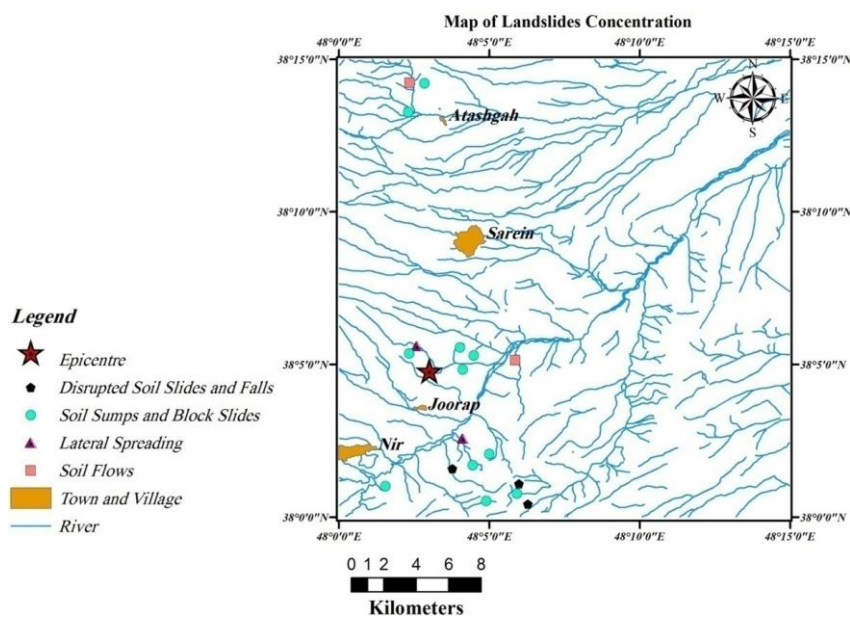 Map of Landslides Concentration
48°0'0"E 48°5'0"E 48°10'0"E 48°15'0"E
38°15'0"N 38°15'0"N
N
W E
S
Atashgah
38°10'0"N 38°10'0"N
Sarein
Legend
Epicentre
Disrupted Soil Slides and Falls
Soil Sumps and Block Slides
Lateral Spreading
Soil Flows
Town and Village
River
38°5'0"N 38°5'0"N
Joorap
Nir
38°0'0"N 38°0'0"N
48°0'0"E 48°5'0"E 48°10'0"E 48°15'0"E
0 1 2 4 6 8
Kilometers